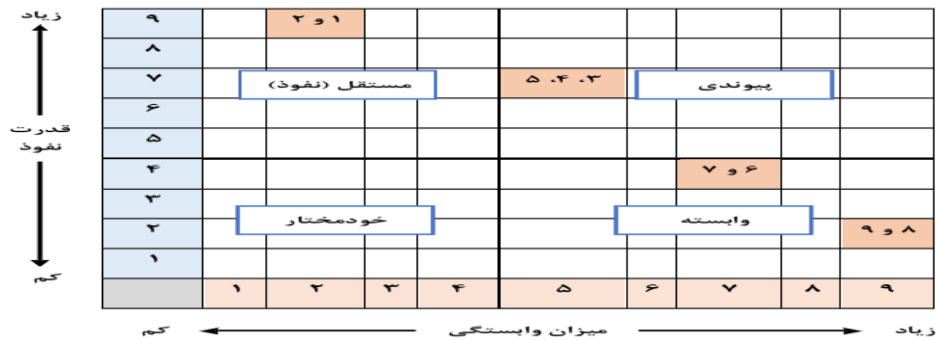 زیاد
قدرت نفوذ
کم
۹ ۱ و ۲
۸
۷ مستقل (نفوذ) ۳، ۴، ۵ پیوندی
۶
۵
۴ ۶ و ۷
۳
۲ خودمختار وابسته ۸ و ۹
۱
۱ ۲ ۳ ۴ ۵ ۶ ۷ ۸ ۹
کم میزان وابستگی زیاد